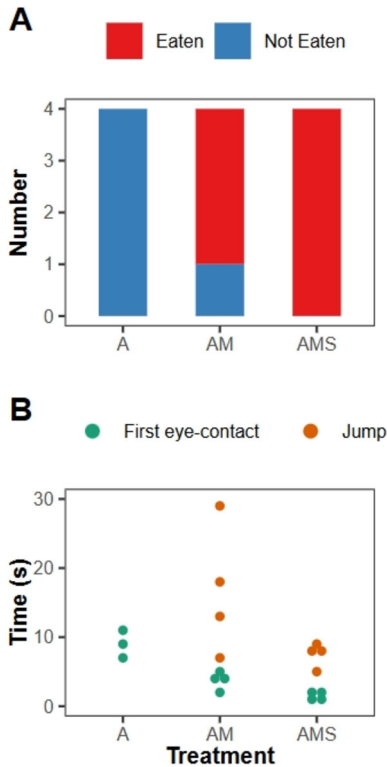 A
Eaten Not Eaten
4
3
2
1
0
Number
A AM AMS
B
First eye-contact Jump
30
20
10
0
Time (s)
A AM AMS
Treatment